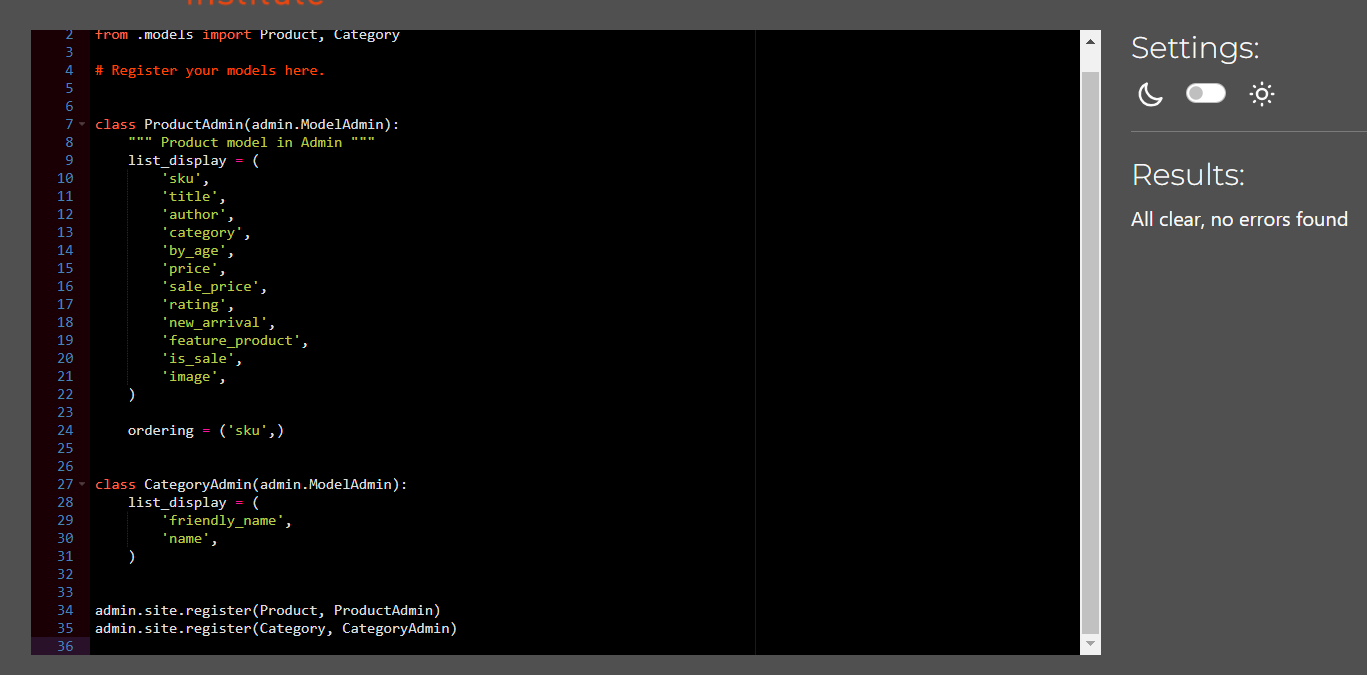 institute
2 from .models import Product, Category
3
4 # Register your models here.
5
6
7 class ProductAdmin(admin.ModelAdmin):
8     """ Product model in Admin """
9     list_display = (
10         'sku',
11         'title',
12         'author',
13         'category',
14         'by_age',
15         'price',
16         'sale_price',
17         'rating',
18         'new_arrival',
19         'feature_product',
20         'is_sale',
21         'image',
22     )
23
24     ordering = ('sku',)
25
26
27 class CategoryAdmin(admin.ModelAdmin):
28     list_display = (
29         'friendly_name',
30         'name',
31     )
32
33
34 admin.site.register(Product, ProductAdmin)
35 admin.site.register(Category, CategoryAdmin)
36
Settings:
Results:
All clear, no errors found